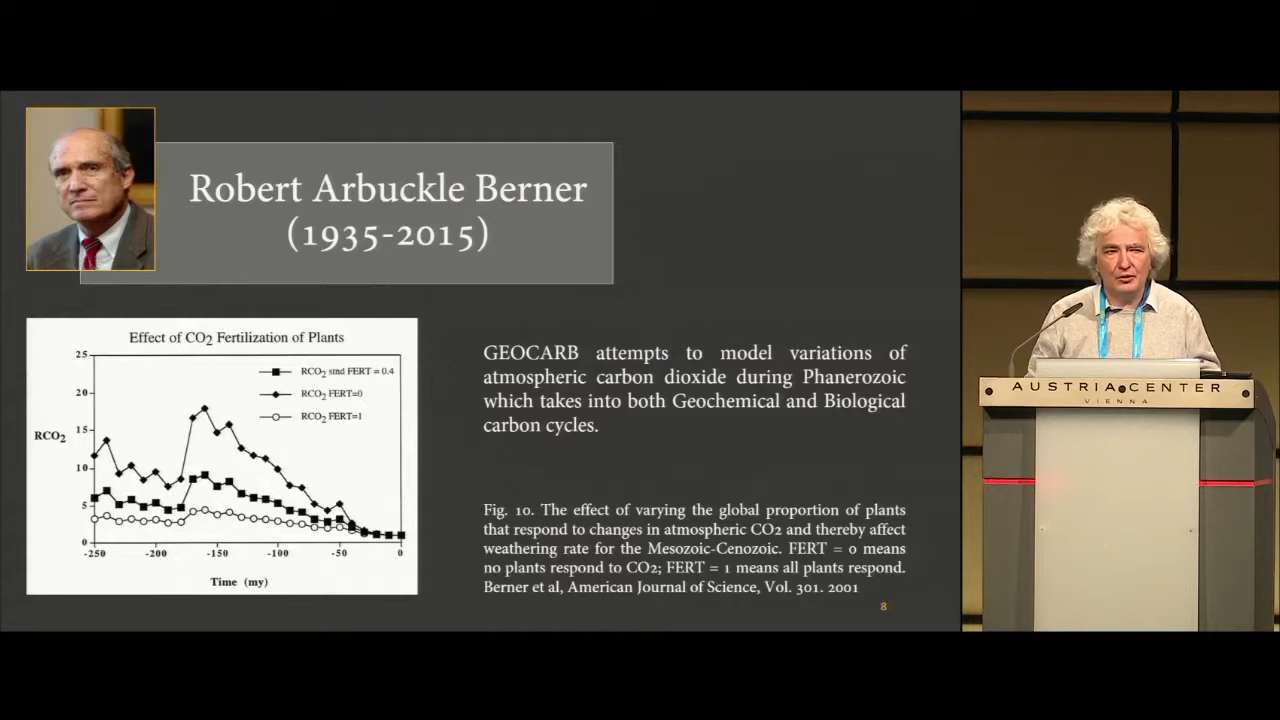 Robert Arbuckle Berner
(1935-2015)
Effect of CO2 Fertilization of Plants
25
20
15
10
5
0
RCO2
RCO2 stnd FERT = 0.4
RCO2 FERT=0
RCO2 FERT=1
-250
-200
-150
-100
-50
0
Time (my)
GEOCARB attempts to model variations of
atmospheric carbon dioxide during Phanerozoic
which takes into both Geochemical and Biological
carbon cycles.
Fig. 10. The effect of varying the global proportion of plants
that respond to changes in atmospheric CO2 and thereby affect
weathering rate for the Mesozoic-Cenozoic. FERT = 0 means
no plants respond to CO2; FERT = 1 means all plants respond.
Berner et al, American Journal of Science, Vol. 301. 2001
8
AUSTRIA CENTER
VIENNA